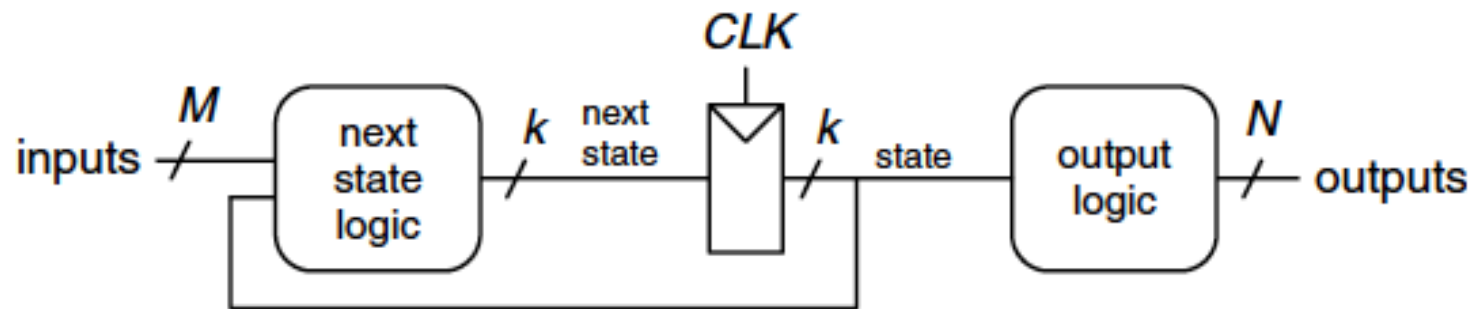 CLK
inputs
M
next
state
logic
k
next
state
k
state
output
logic
N
outputs